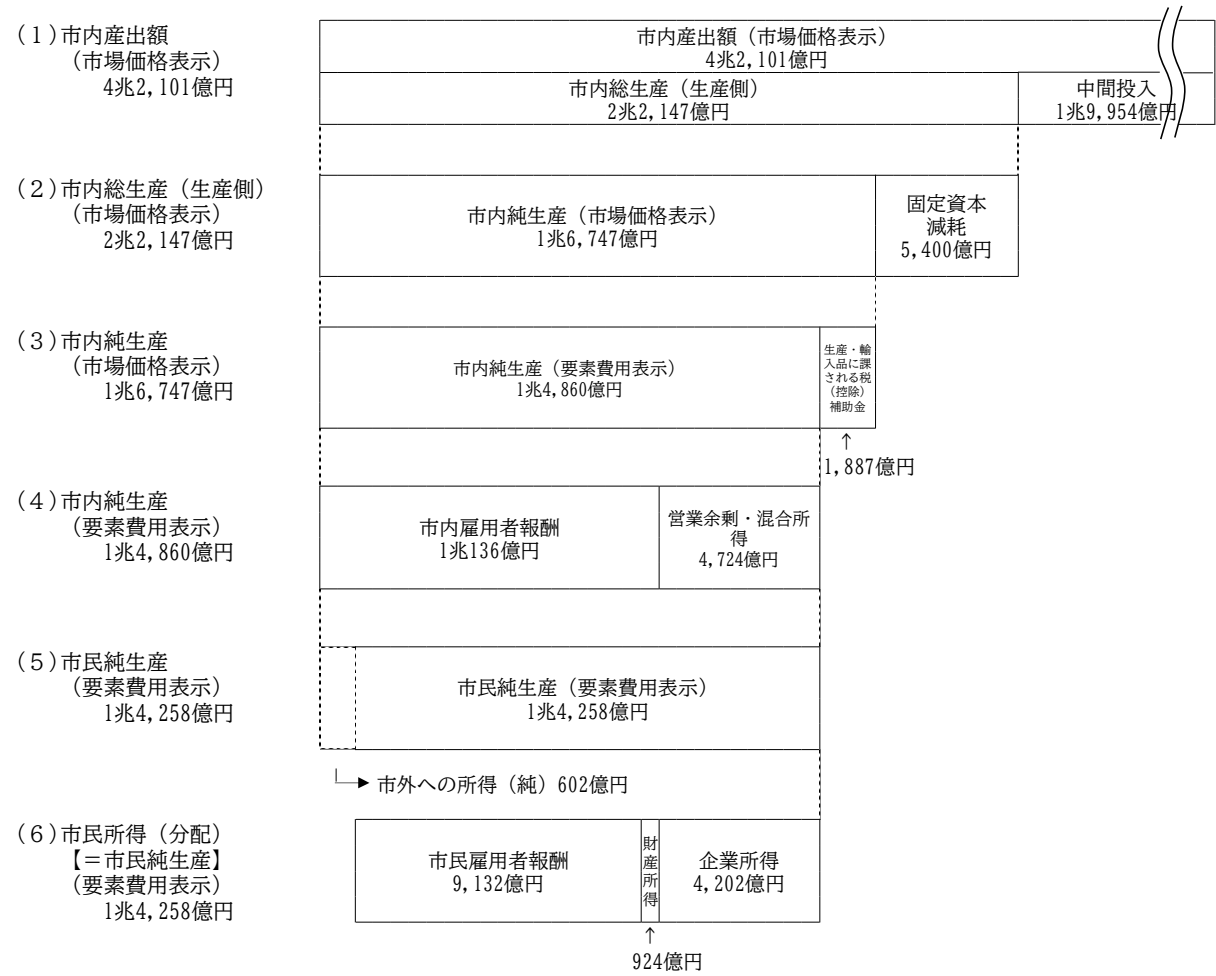 (1)市内産出額
(市場価格表示)
4兆2,101億円
市内産出額(市場価格表示)
4兆2,101億円
市内総生産(生産側)
2兆2,147億円
中間投入
1兆9,954億円
(2)市内総生産(生産側)
(市場価格表示)
2兆2,147億円
市内純生産(市場価格表示)
1兆6,747億円
固定資本
減耗
5,400億円
(3)市内純生産
(市場価格表示)
1兆6,747億円
市内純生産(要素費用表示)
1兆4,860億円
生産・輸
入品に課
される税
(控除)
補助金
↑
1,887億円
(4)市内純生産
(要素費用表示)
1兆4,860億円
市内雇用者報酬
1兆136億円
営業余剰・混合所
得
4,724億円
(5)市民純生産
(要素費用表示)
1兆4,258億円
市民純生産(要素費用表示)
1兆4,258億円
市外への所得(純)602億円
(6)市民所得(分配)
【=市民純生産】
(要素費用表示)
1兆4,258億円
市民雇用者報酬
9,132億円
財産所得
企業所得
4,202億円
↑
924億円